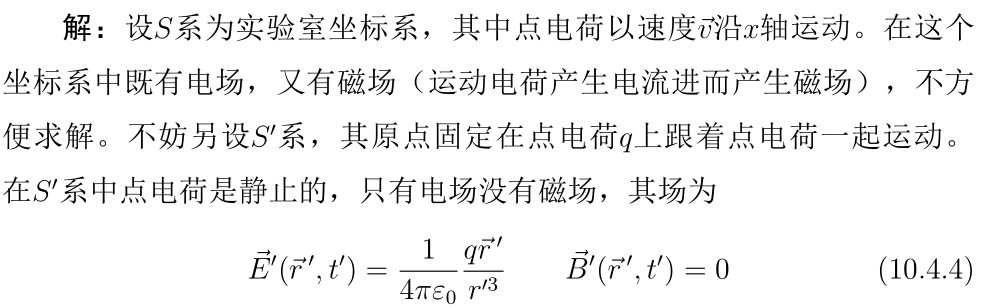 解：设S系为实验室坐标系，其中点电荷以速度v⃗沿x轴运动。在这个
坐标系中既有电场，又有磁场（运动电荷产生电流进而产生磁场），不方
便求解。不妨另设S′系，其原点固定在点电荷q上跟着点电荷一起运动。
在S′系中点电荷是静止的，只有电场没有磁场，其场为
$\vec{E}'(\vec{r}\,', t') = \frac{1}{4\pi\varepsilon_0}\frac{q\vec{r}\,'}{r'^3} \qquad \vec{B}'(\vec{r}\,', t') = 0$ (10.4.4)